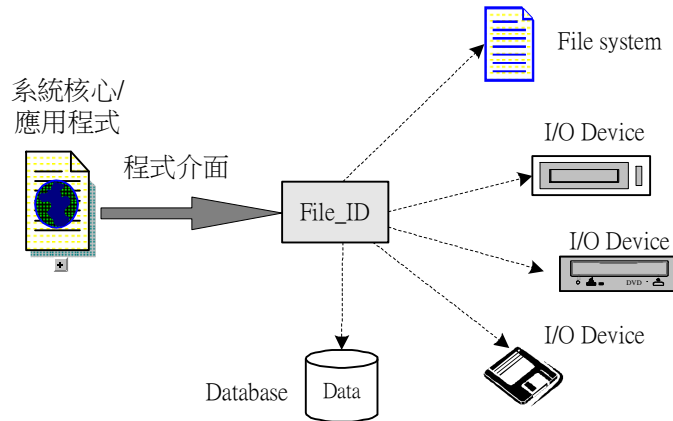 File system
系統核心/
應用程式
I/O Device
程式介面
File_ID
I/O Device
DVD
I/O Device
Database
Data